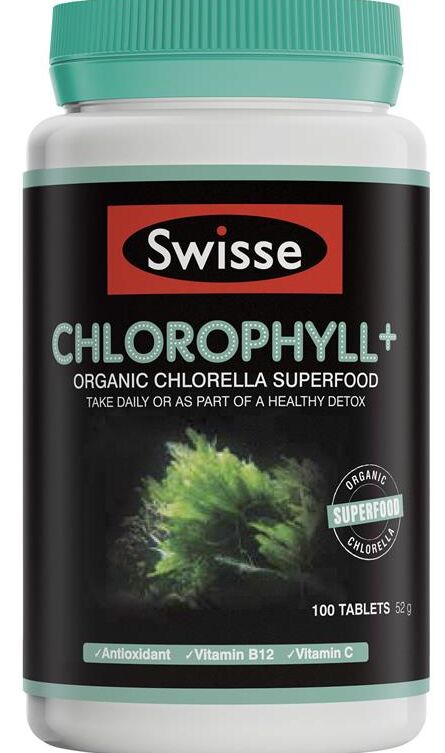 Swisse
CHLOROPHYLL+
ORGANIC CHLORELLA SUPERFOOD
TAKE DAILY OR AS PART OF A HEALTHY DETOX
ORGANIC
SUPERFOOD
CHLORELLA
100 TABLETS 52g
✓Antioxidant ✓Vitamin B12 ✓Vitamin C